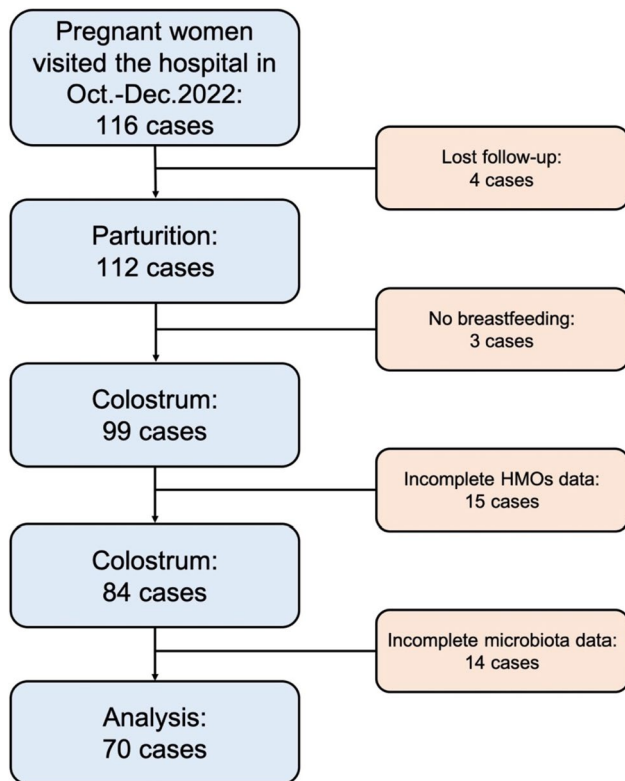 Pregnant women
visited the hospital in
Oct.-Dec.2022:
116 cases
Lost follow-up:
4 cases
Parturition:
112 cases
No breastfeeding:
3 cases
Colostrum:
99 cases
Incomplete HMOs data:
15 cases
Colostrum:
84 cases
Incomplete microbiota data:
14 cases
Analysis:
70 cases